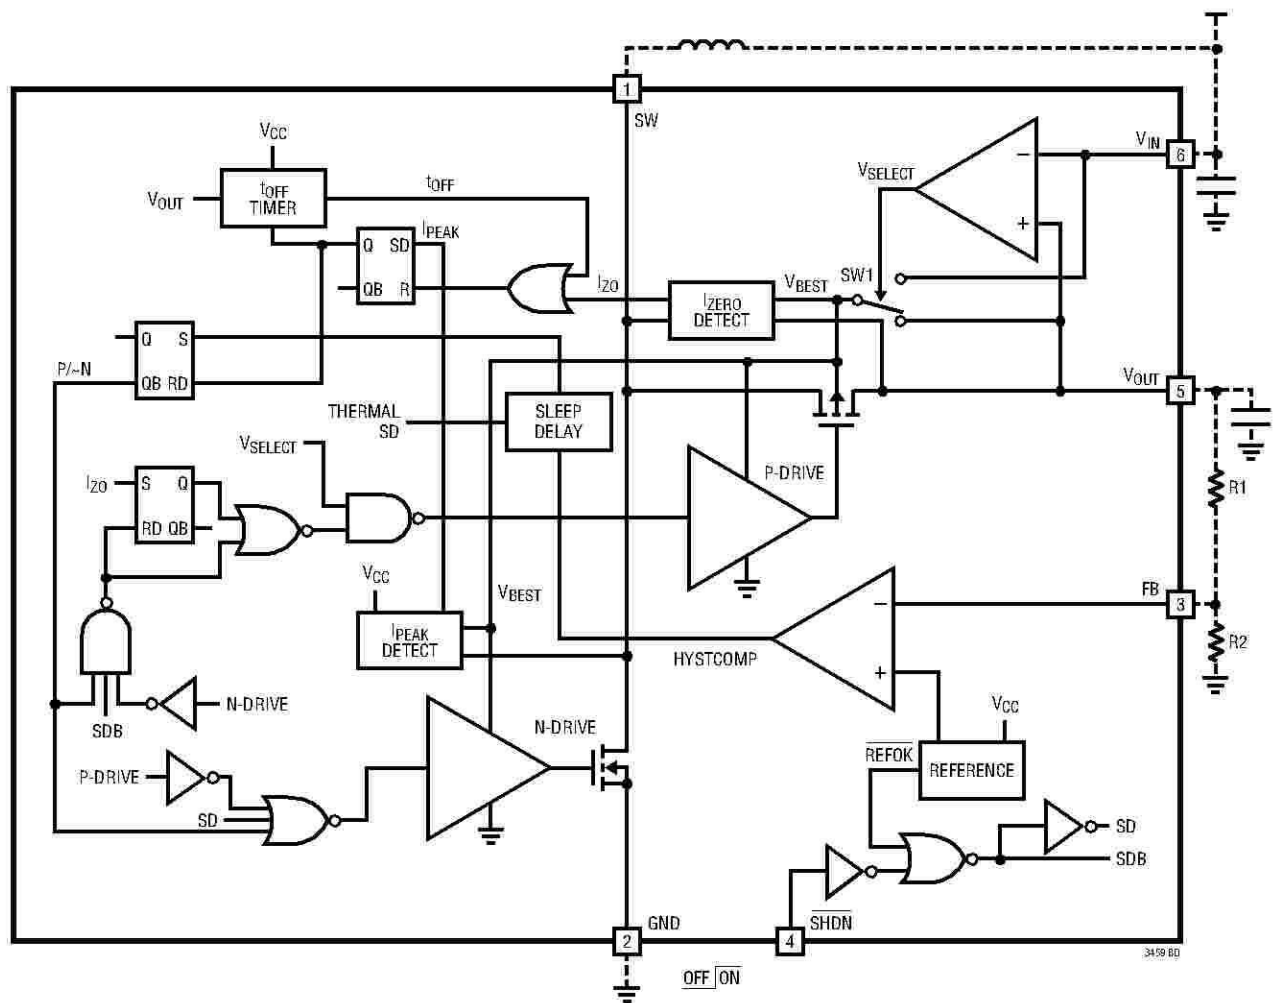 1
SW
VCC
VIN
6
tOFF
TIMER
tOFF
VOUT
VSELECT
−
+
IPEAK
Q SD
QB R
IZO
IZERO
DETECT
VBEST
SW1
Q S
QB RD
P/~N
VOUT
5
THERMAL
SD
SLEEP
DELAY
VSELECT
P-DRIVE
IZO
S Q
RD QB
R1
VCC
VBEST
IPEAK
DETECT
FB
3
−
+
HYSTCOMP
R2
N-DRIVE
SDB
N-DRIVE
VCC
REFOK
REFERENCE
P-DRIVE
SD
SD
SDB
GND
2
SHDN
4
OFF ON
3459 BD